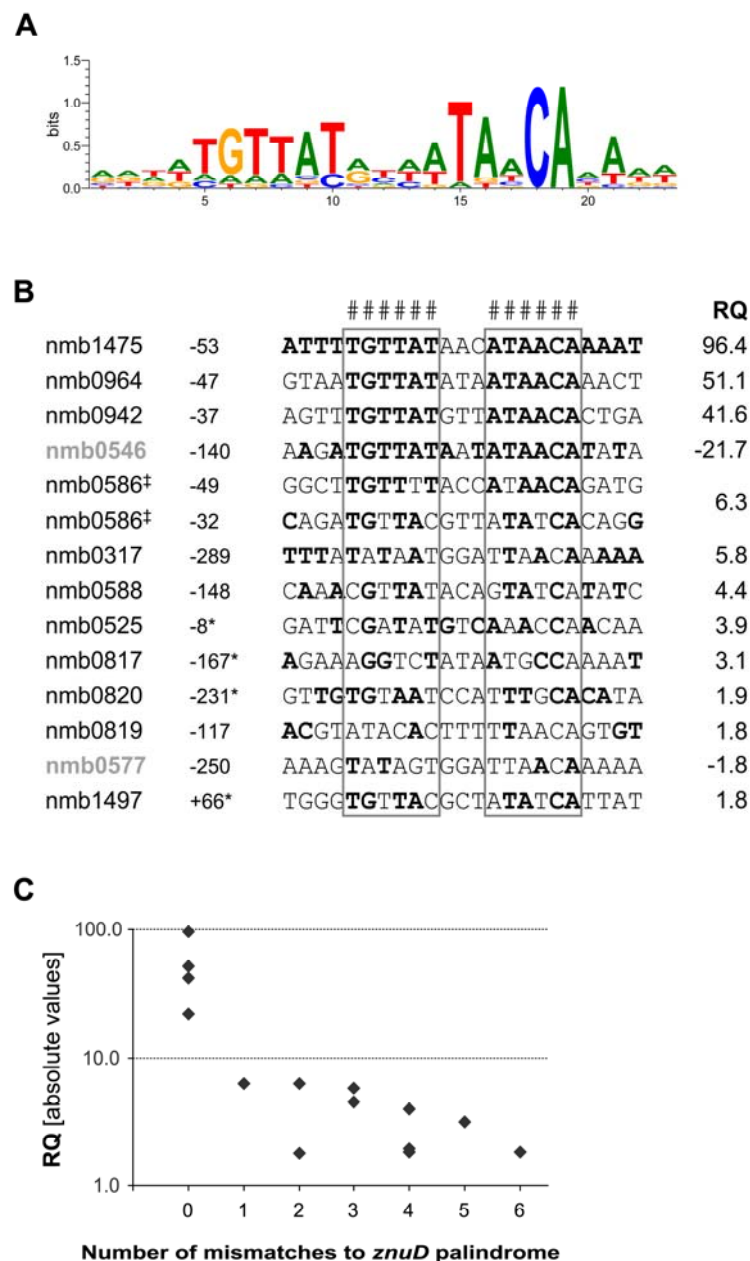 A
1.5
1.0
0.5
0.0
bits
TGTTATATAATAACA
5 10 15 20
B
###### ###### RQ
nmb1475 -53 ATTTTGTTATAACATAACAAAAT 96.4
nmb0964 -47 GTAATGTTATATAATAACAAACT 51.1
nmb0942 -37 AGTTTGTTATGTTATAACACTGA 41.6
nmb0546 -140 AAGATGTTATAATATAACATATA -21.7
nmb0586‡ -49 GGCTTGTTTTACCATAACAGATG
6.3
nmb0586‡ -32 CAGATGTTACGTTATATCACAGG
nmb0317 -289 TTTATATAATGGATTAACAAAAA 5.8
nmb0588 -148 CAAACGTTATACAGTATCATATC 4.4
nmb0525 -8* GATTCGATATGTCAAACCAACAA 3.9
nmb0817 -167* AGAAAGGTCTATAATGCCAAAAT 3.1
nmb0820 -231* GTTGTGTAATCCATTTGCACATA 1.9
nmb0819 -117 ACGTATACACTTTTTAACAGTGT 1.8
nmb0577 -250 AAAGTATAGTGGATTAACAAAAA -1.8
nmb1497 +66* TGGGTGTTACGCTATATCATTAT 1.8
C
RQ [absolute values]
100.0
10.0
1.0
0 1 2 3 4 5 6
Number of mismatches to znuD palindrome